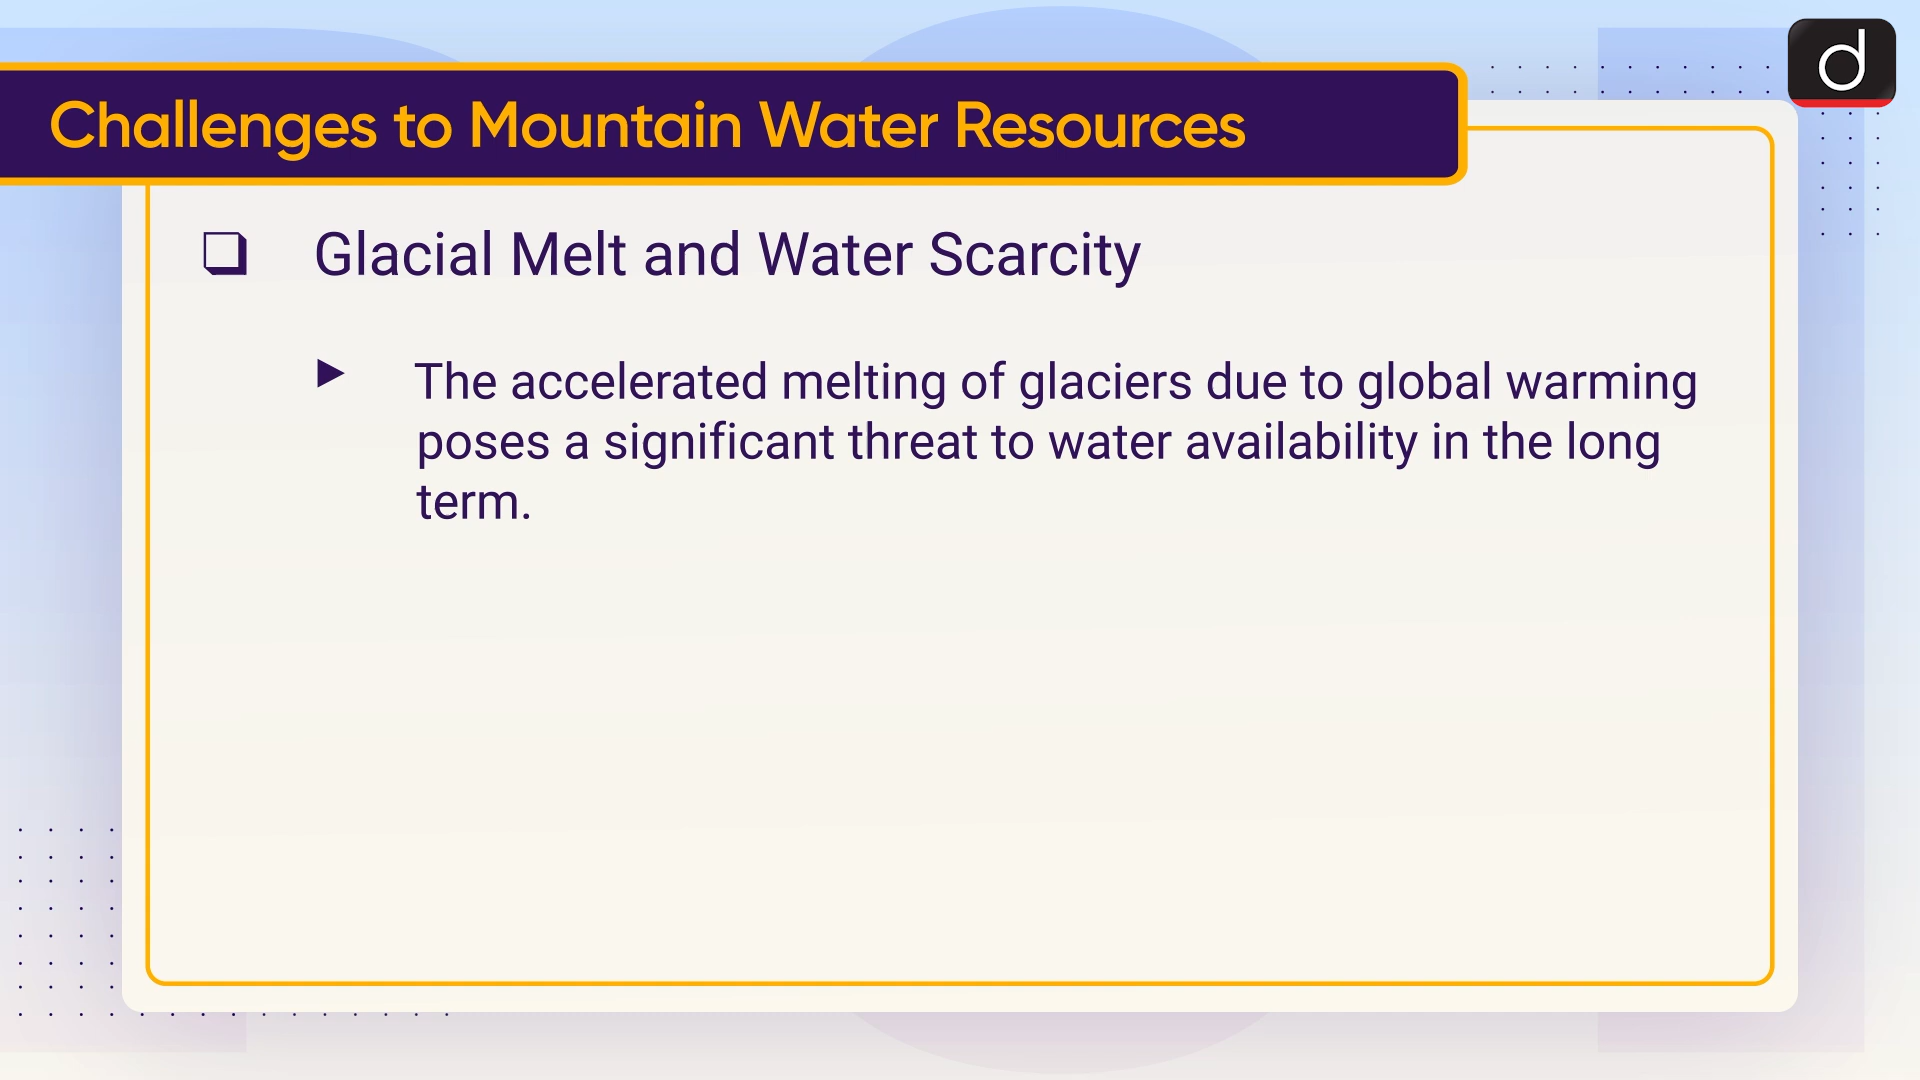 Challenges to Mountain Water Resources
d
❑ Glacial Melt and Water Scarcity
► The accelerated melting of glaciers due to global warming
poses a significant threat to water availability in the long
term.